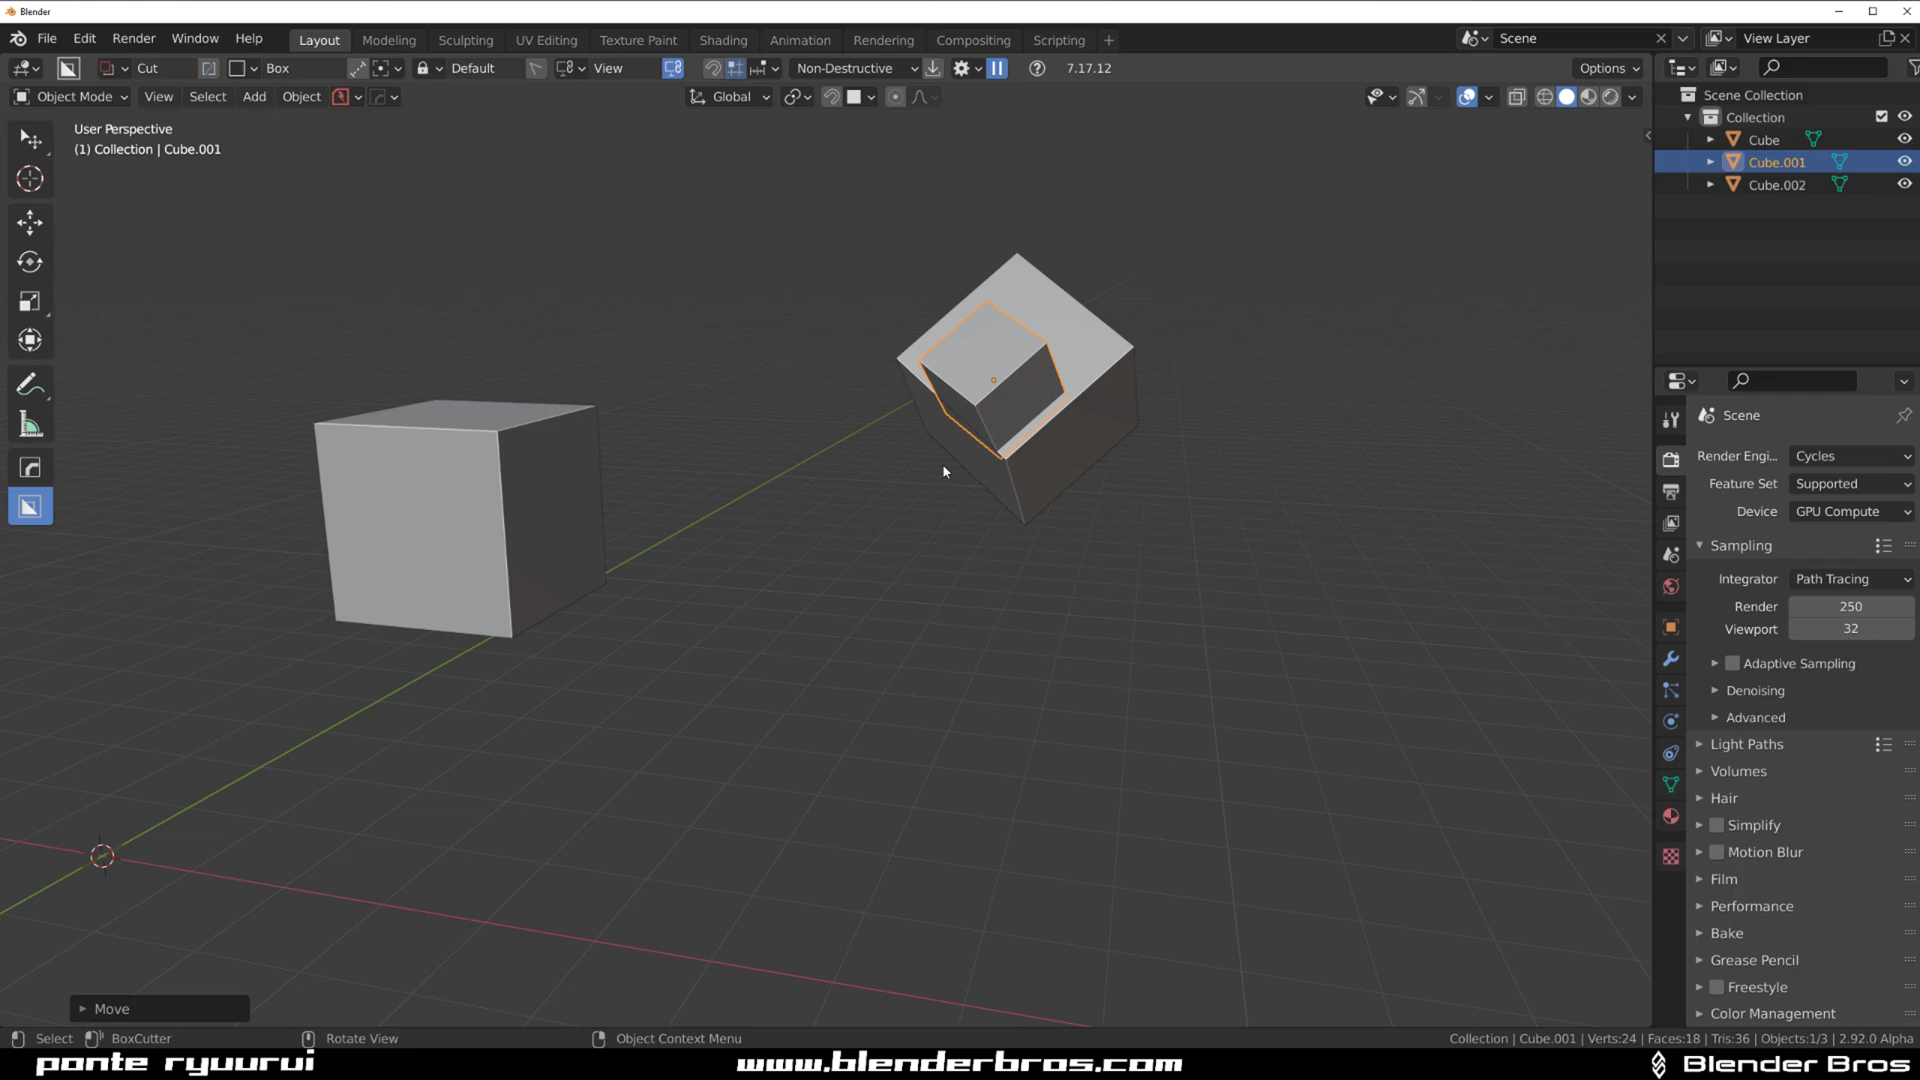 Blender
File Edit Render Window Help Layout Modeling Sculpting UV Editing Texture Paint Shading Animation Rendering Compositing Scripting + Scene View Layer
Cut Box Default View Non-Destructive 7.17.12 Options
Object Mode View Select Add Object Global
User Perspective
(1) Collection | Cube.001
Scene Collection
Collection
Cube
Cube.001
Cube.002
Scene
Render Engi... Cycles
Feature Set Supported
Device GPU Compute
Sampling
Integrator Path Tracing
Render 250
Viewport 32
Adaptive Sampling
Denoising
Advanced
Light Paths
Volumes
Hair
Simplify
Motion Blur
Film
Performance
Bake
Grease Pencil
Freestyle
Color Management
Move
Select BoxCutter Rotate View Object Context Menu Collection | Cube.001 | Verts:24 | Faces:18 | Tris:36 | Objects:1/3 | 2.92.0 Alpha
ponte ryuurui www.blenderbros.com Blender Bros